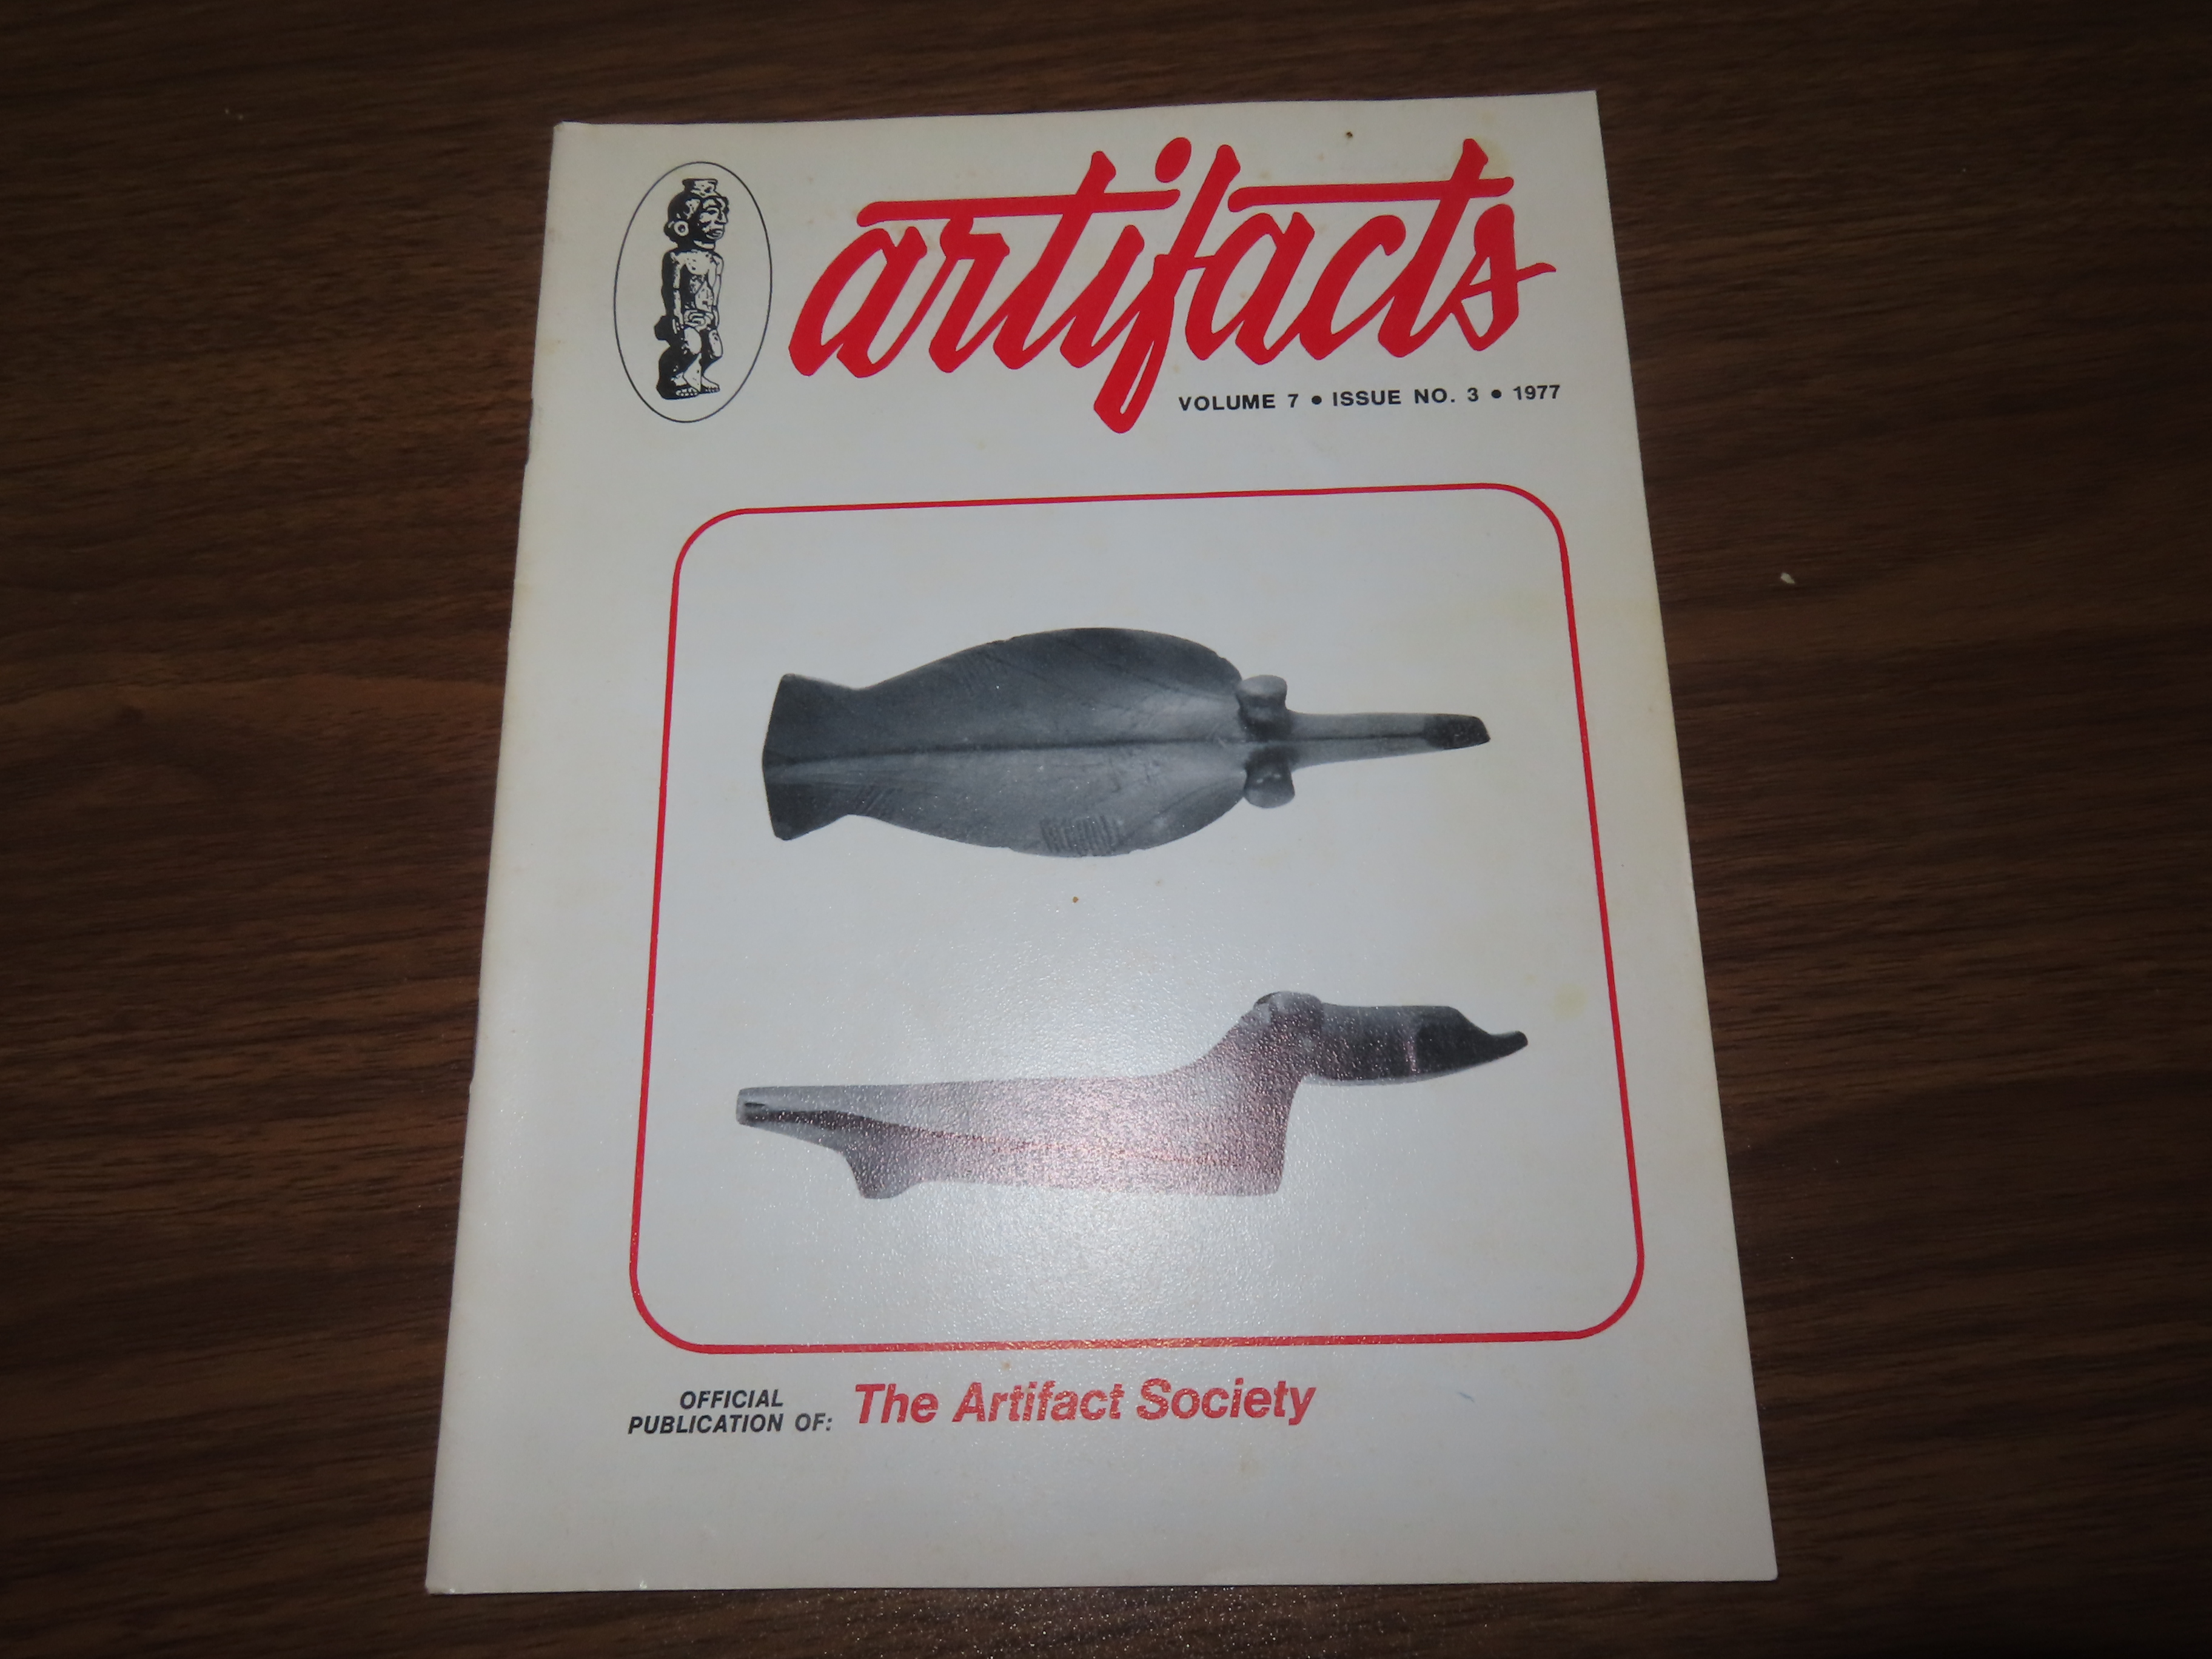 artifacts
VOLUME 7 • ISSUE NO. 3 • 1977
OFFICIAL
PUBLICATION OF:
The Artifact Society